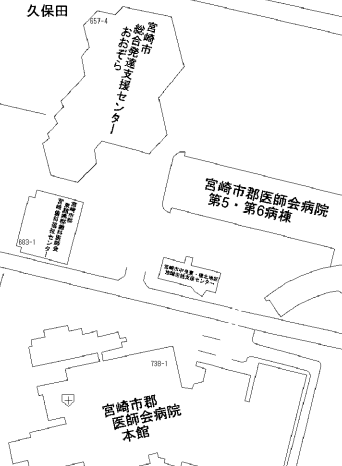 久保田
657-4
宮崎市
総合発達支援センター
おおぞら
宮崎市郡医師会病院
第5・第6病棟
683-1
738-1
宮崎市郡
医師会病院
本館